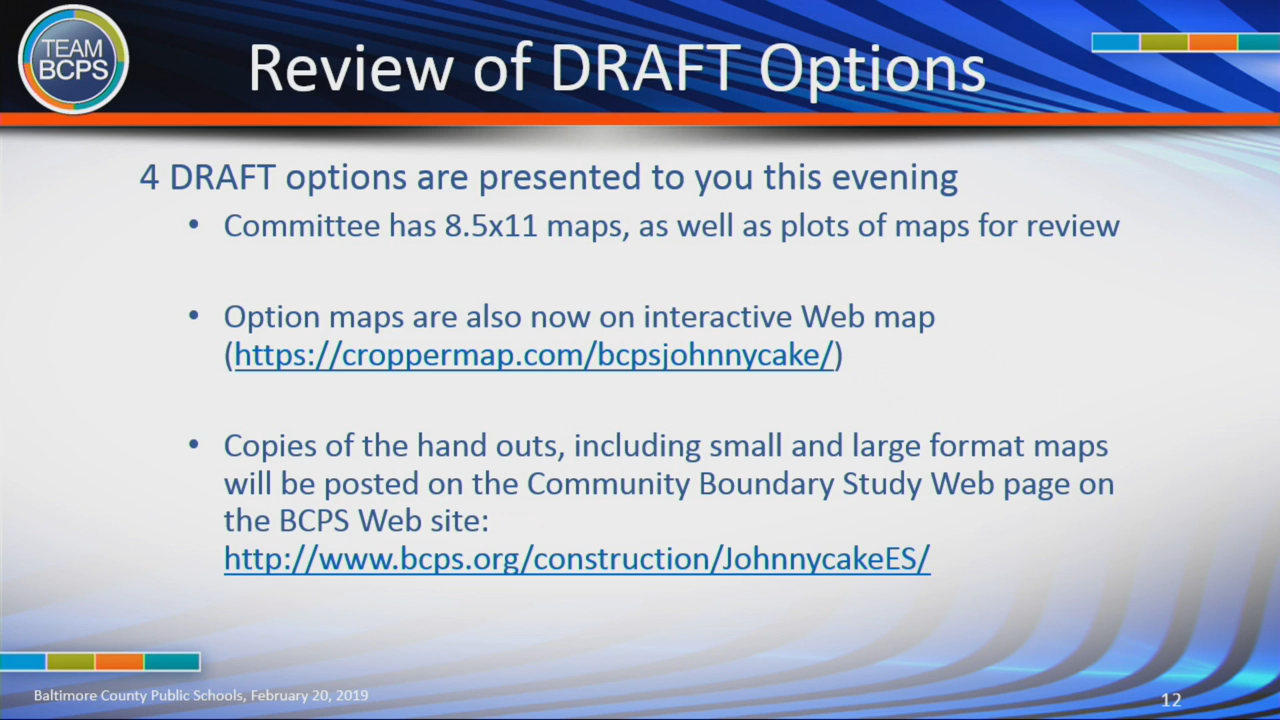 TEAM
BCPS
Review of DRAFT Options
4 DRAFT options are presented to you this evening
• Committee has 8.5x11 maps, as well as plots of maps for review
• Option maps are also now on interactive Web map
(https://croppermap.com/bcpsjohnnycake/)
• Copies of the hand outs, including small and large format maps
will be posted on the Community Boundary Study Web page on
the BCPS Web site:
http://www.bcps.org/construction/JohnnycakeES/
Baltimore County Public Schools, February 20, 2019
12